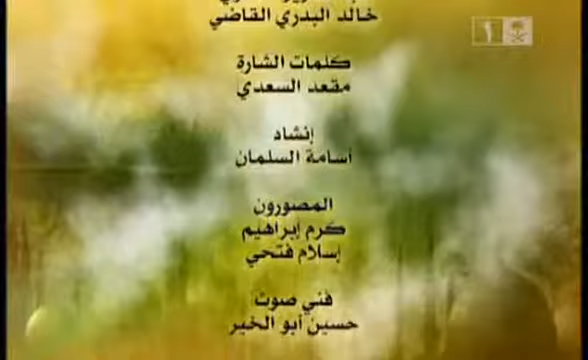 خالد البدري القاضي
كلمات الشارة
مقعد السعدي
إنشاد
أسامة السلمان
المصورون
كرم إبراهيم
إسلام فتحي
فني صوت
حسين أبو الخير
١